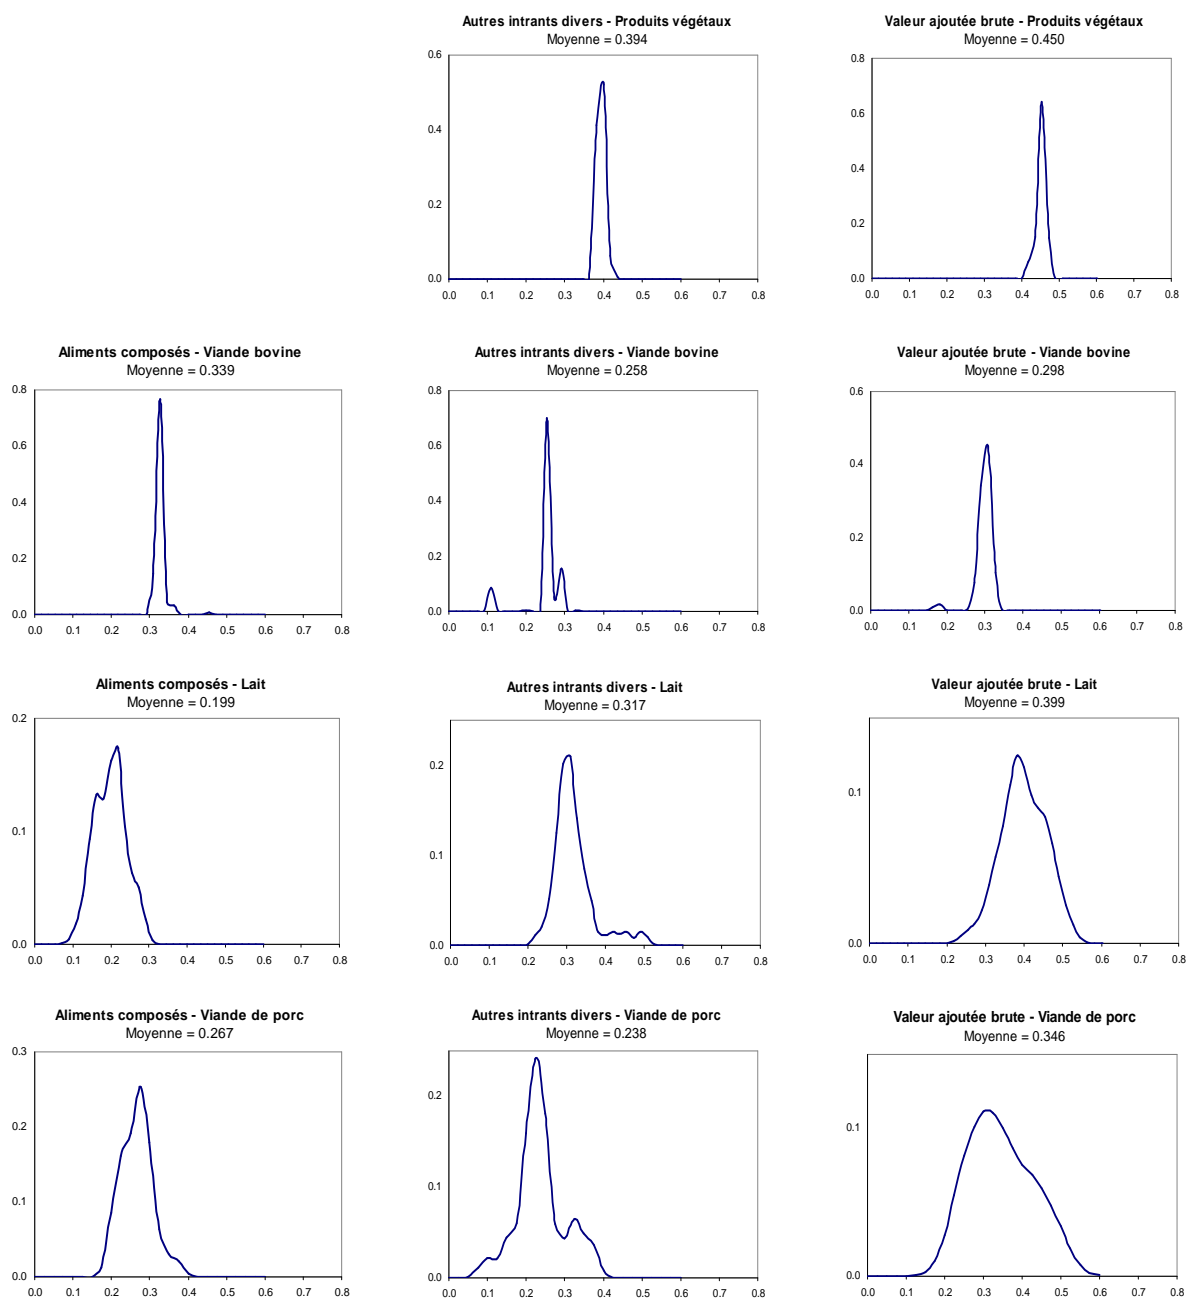 Autres intrants divers - Produits végétaux
Moyenne = 0.394
0.6
0.4
0.2
0.0
0.0 0.1 0.2 0.3 0.4 0.5 0.6 0.7 0.8
Valeur ajoutée brute - Produits végétaux
Moyenne = 0.450
0.8
0.6
0.4
0.2
0.0
0.0 0.1 0.2 0.3 0.4 0.5 0.6 0.7 0.8
Aliments composés - Viande bovine
Moyenne = 0.339
0.8
0.6
0.4
0.2
0.0
0.0 0.1 0.2 0.3 0.4 0.5 0.6 0.7 0.8
Autres intrants divers - Viande bovine
Moyenne = 0.258
0.8
0.6
0.4
0.2
0.0
0.0 0.1 0.2 0.3 0.4 0.5 0.6 0.7 0.8
Valeur ajoutée brute - Viande bovine
Moyenne = 0.298
0.6
0.4
0.2
0.0
0.0 0.1 0.2 0.3 0.4 0.5 0.6 0.7 0.8
Aliments composés - Lait
Moyenne = 0.199
0.2
0.1
0.0
0.0 0.1 0.2 0.3 0.4 0.5 0.6 0.7 0.8
Autres intrants divers - Lait
Moyenne = 0.317
0.2
0.1
0.0
0.0 0.1 0.2 0.3 0.4 0.5 0.6 0.7 0.8
Valeur ajoutée brute - Lait
Moyenne = 0.399
0.1
0.0
0.0 0.1 0.2 0.3 0.4 0.5 0.6 0.7 0.8
Aliments composés - Viande de porc
Moyenne = 0.267
0.3
0.2
0.1
0.0
0.0 0.1 0.2 0.3 0.4 0.5 0.6 0.7 0.8
Autres intrants divers - Viande de porc
Moyenne = 0.238
0.2
0.1
0.0
0.0 0.1 0.2 0.3 0.4 0.5 0.6 0.7 0.8
Valeur ajoutée brute - Viande de porc
Moyenne = 0.346
0.1
0.0
0.0 0.1 0.2 0.3 0.4 0.5 0.6 0.7 0.8